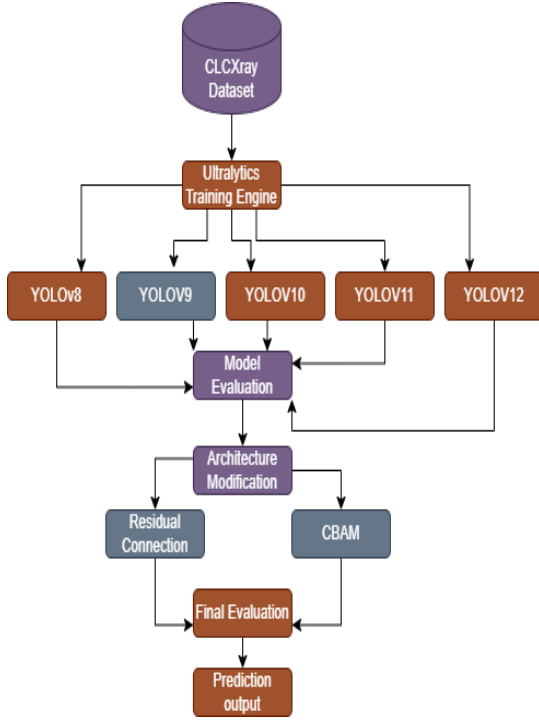 CLCXray
Dataset
Ultralytics
Training Engine
YOLOv8
YOLOV9
YOLOV10
YOLOV11
YOLOV12
Model
Evaluation
Architecture
Modification
Residual
Connection
CBAM
Final Evaluation
Prediction
output